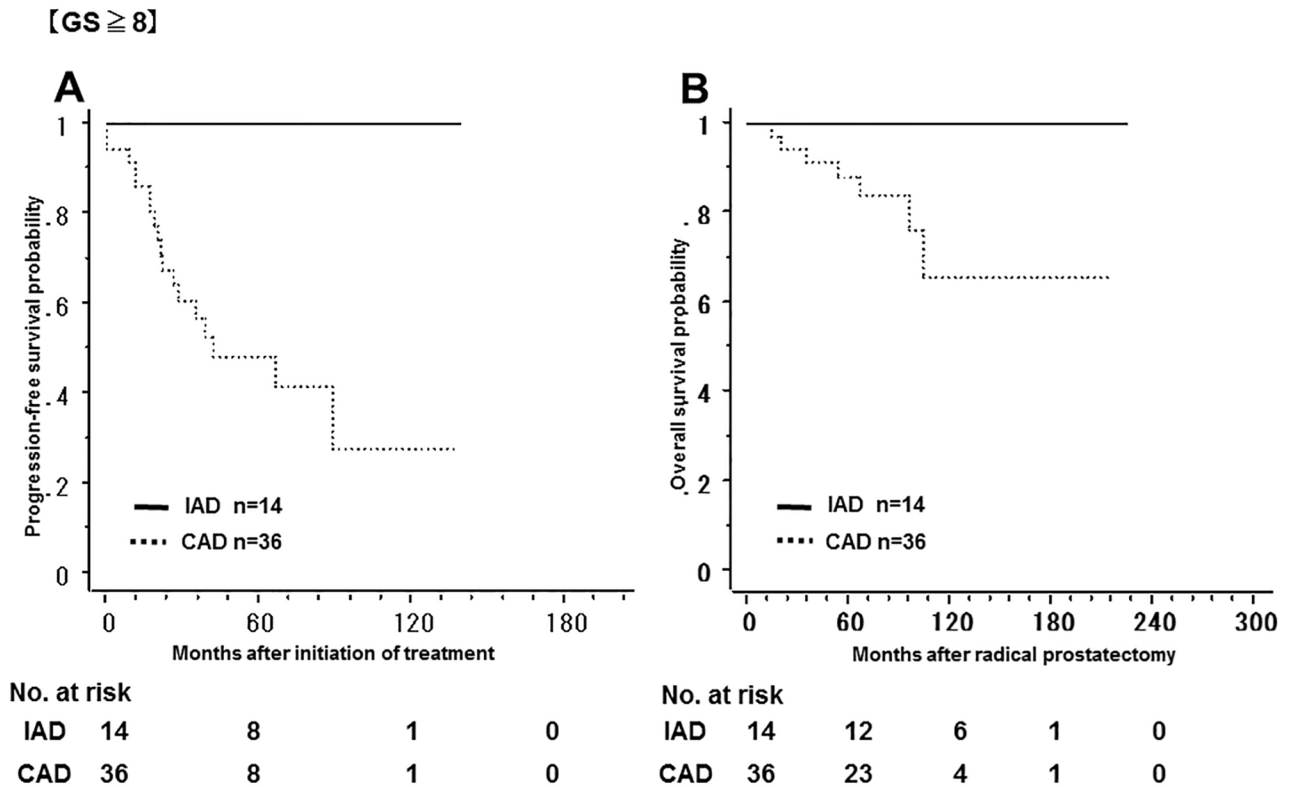 【GS≧8】
A
Progression-free survival probability
1
.8
.6
.4
.2
0
IAD n=14
CAD n=36
0 60 120 180
Months after initiation of treatment
No. at risk
IAD 14 8 1 0
CAD 36 8 1 0
B
Overall survival probability
1
.8
6
4
.2
0
IAD n=14
CAD n=36
0 60 120 180 240 300
Months after radical prostatectomy
No. at risk
IAD 14 12 6 1 0
CAD 36 23 4 1 0